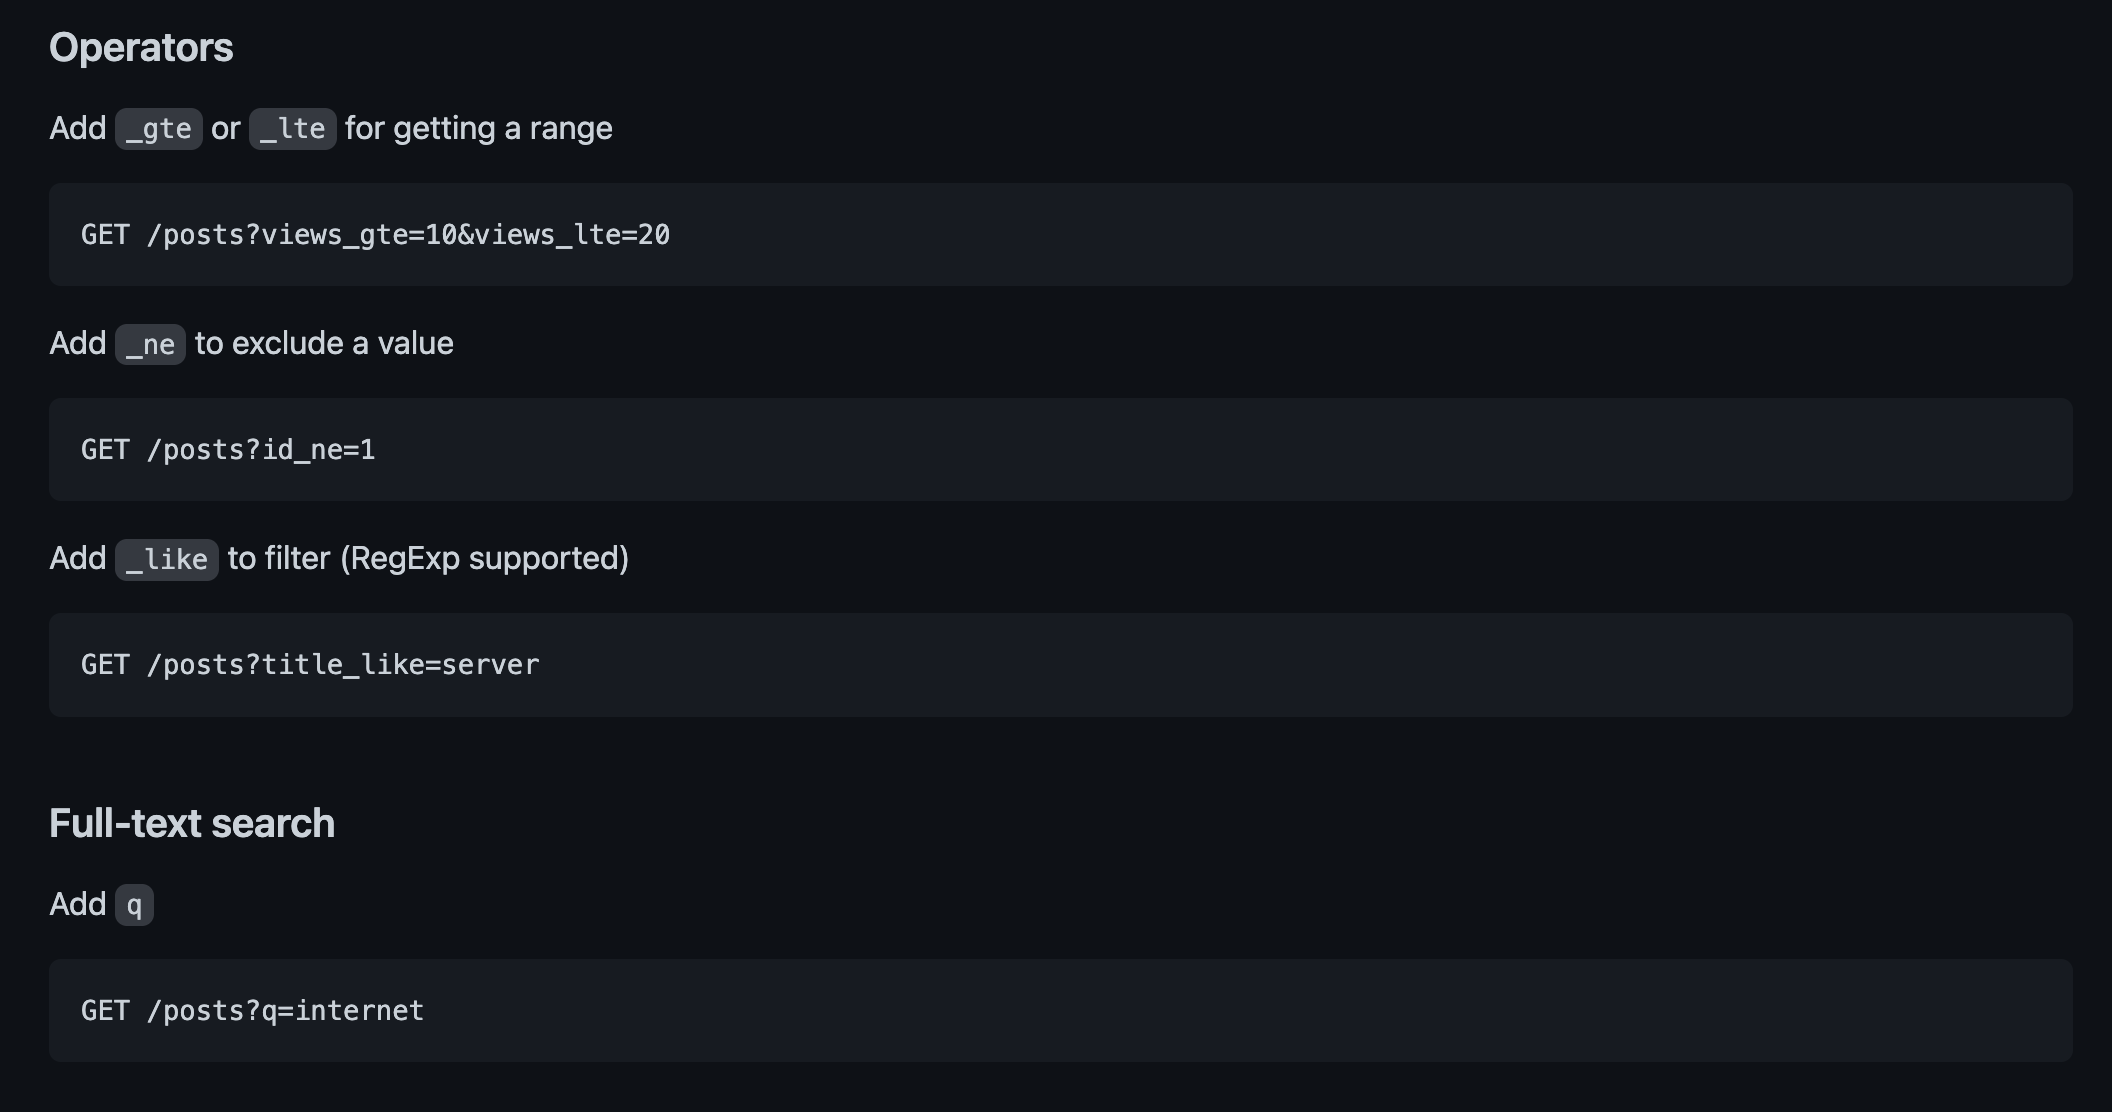 Operators
Add _gte or _lte for getting a range
GET /posts?views_gte=10&views_lte=20
Add _ne to exclude a value
GET /posts?id_ne=1
Add _like to filter (RegExp supported)
GET /posts?title_like=server
Full-text search
Add q
GET /posts?q=internet